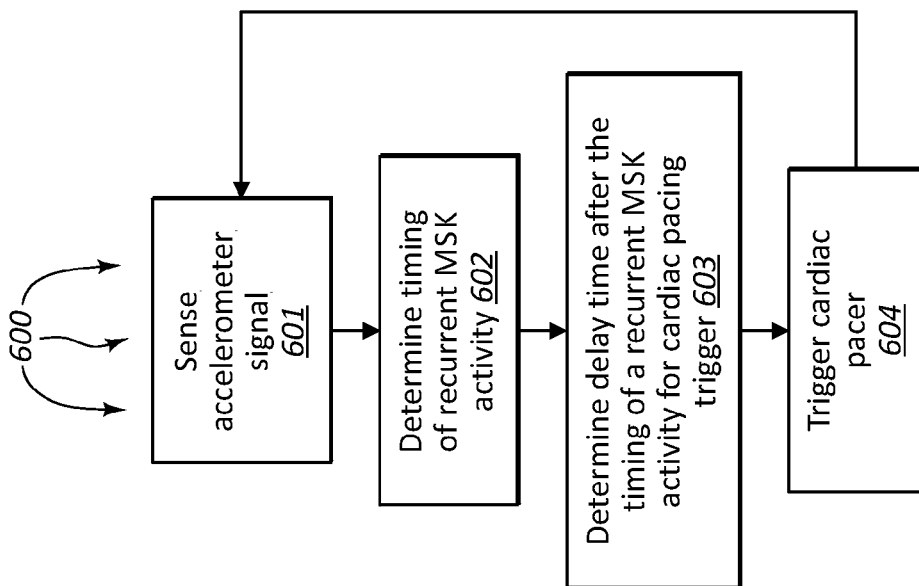 600
Sense
accelerometer
signal
601
Determine timing
of recurrent MSK
activity 602
Determine delay time after the
timing of a recurrent MSK
activity for cardiac pacing
trigger 603
Trigger cardiac
pacer
604